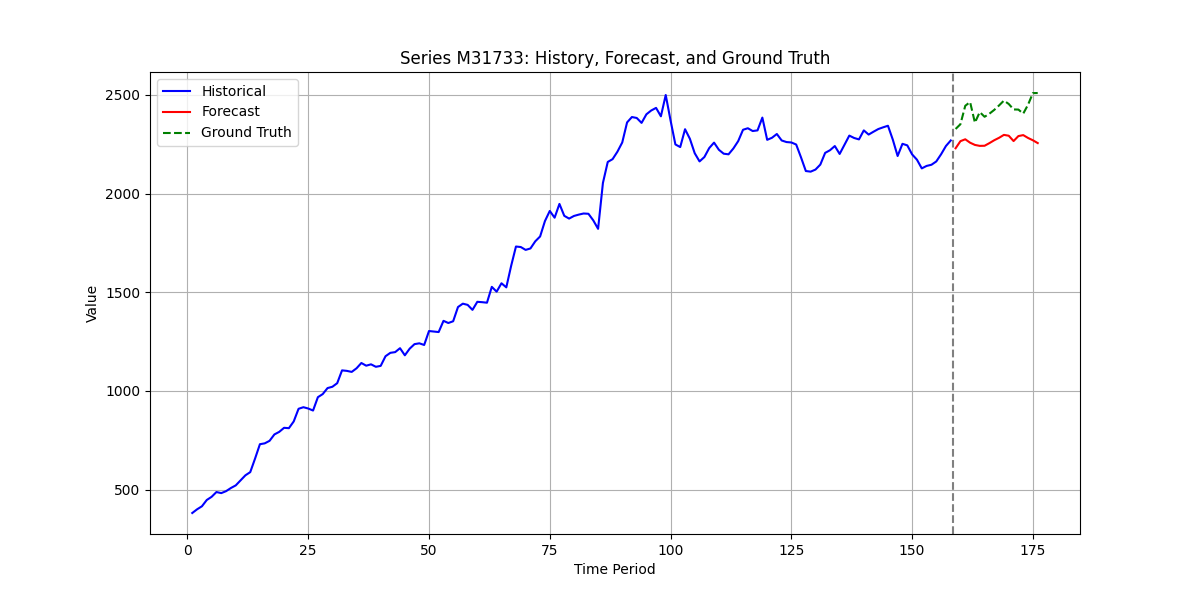 Series M31733: History, Forecast, and Ground Truth
Historical
Forecast
Ground Truth
Value
2500
2000
1500
1000
500
0 25 50 75 100 125 150 175
Time Period